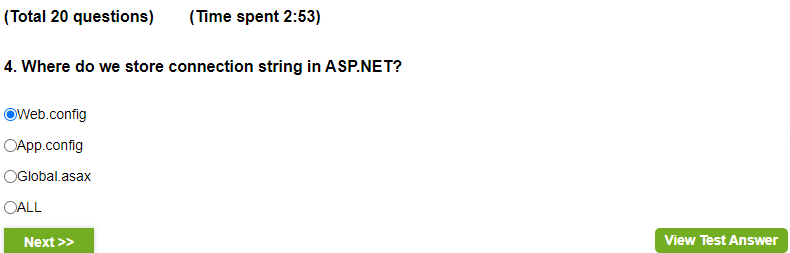 (Total 20 questions) (Time spent 2:53)
4. Where do we store connection string in ASP.NET?
Web.config
App.config
Global.asax
ALL
Next >>
View Test Answer